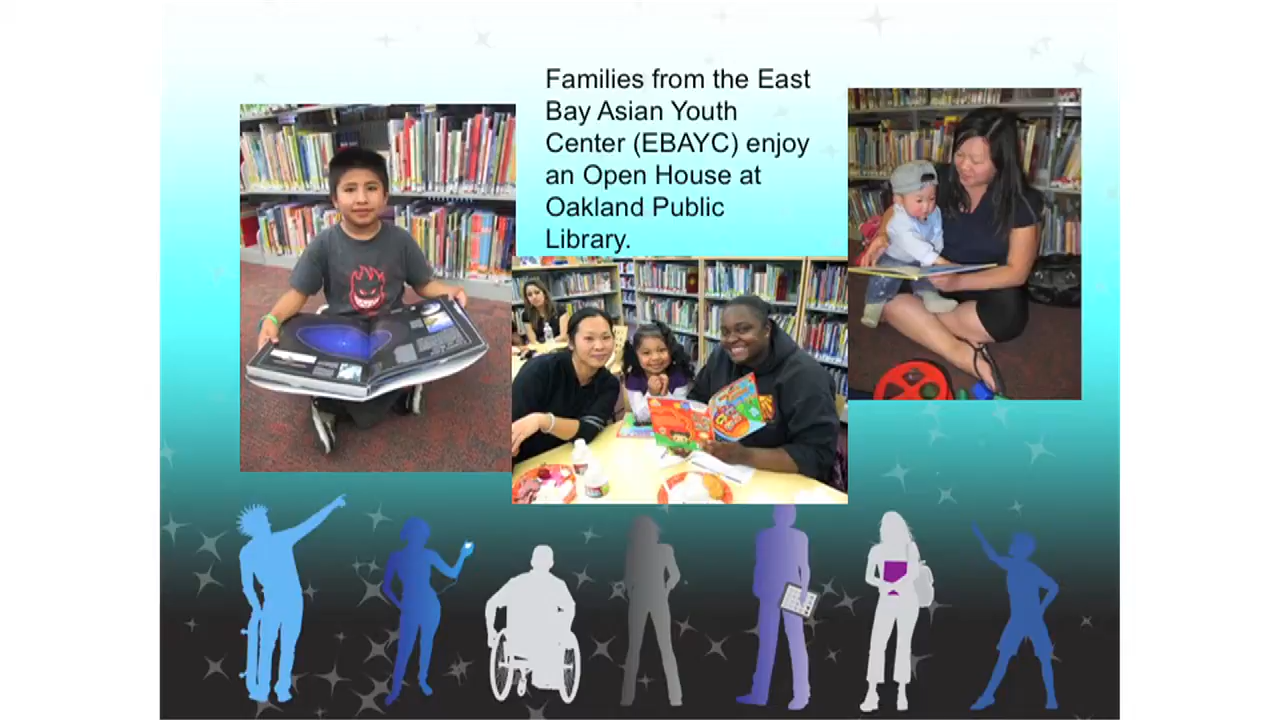 Families from the East
Bay Asian Youth
Center (EBAYC) enjoy
an Open House at
Oakland Public
Library.